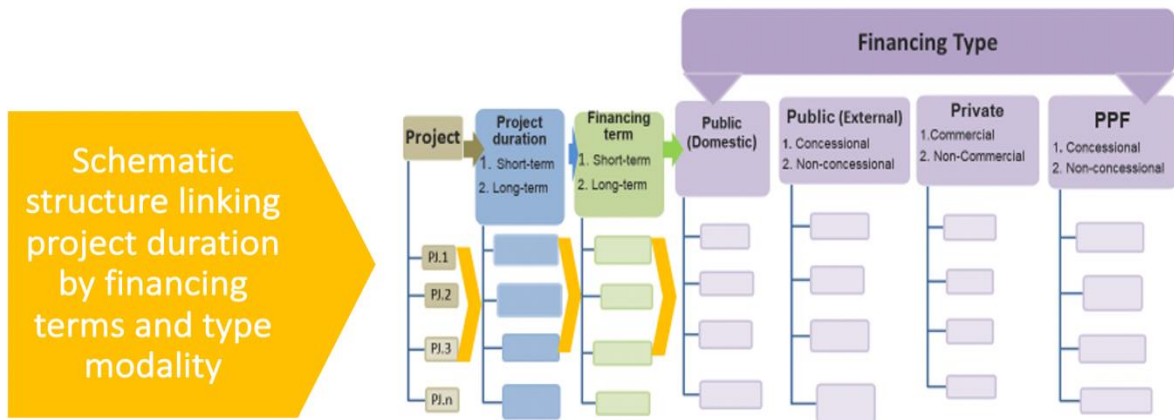 Schematic
structure linking
project duration
by financing
terms and type
modality
Financing Type
Project
Project
duration
1. Short-term
2. Long-term
Financing
term
1. Short-term
2. Long-term
Public
(Domestic)
Public (External)
1. Concessional
2. Non-concessional
Private
1.Commercial
2. Non-Commercial
PPF
1. Concessional
2. Non-concessional
PJ.1
PJ.2
PJ.3
PJ.n